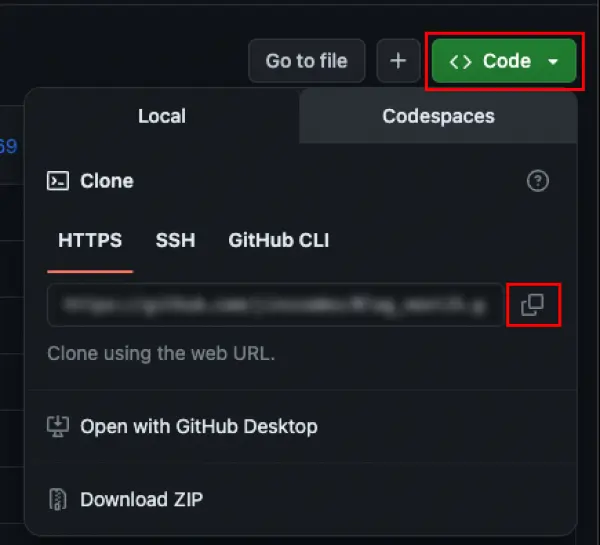 Go to file + <> Code
Local Codespaces
69
Clone
HTTPS SSH GitHub CLI
Clone using the web URL.
Open with GitHub Desktop
Download ZIP